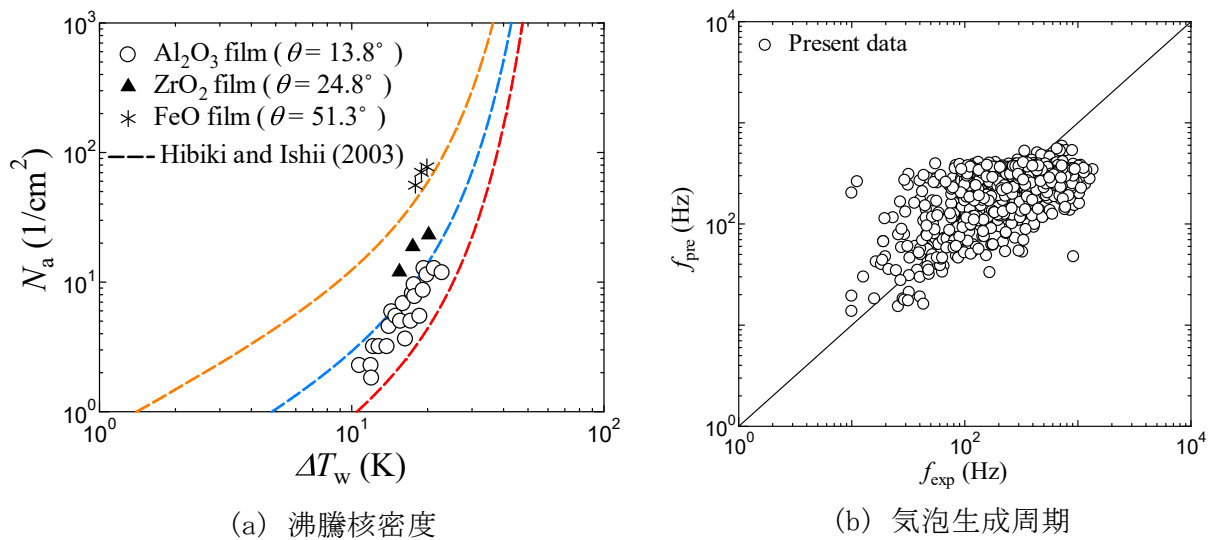 10³
10²
10¹
10⁰
Nₐ (1/cm²)
Al₂O₃ film ( θ = 13.8° )
ZrO₂ film ( θ = 24.8° )
FeO film ( θ = 51.3° )
Hibiki and Ishii (2003)
10⁰ 10¹ 10²
ΔT_w (K)
(a) 沸騰核密度
10⁴
10²
10⁰
f_pre (Hz)
Present data
10⁰ 10² 10⁴
f_exp (Hz)
(b) 気泡生成周期